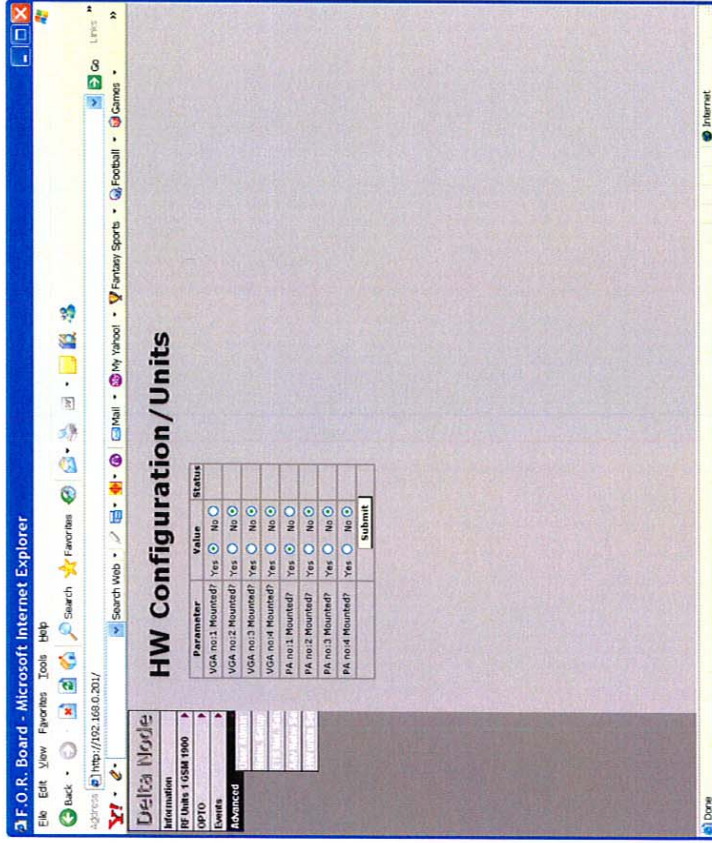 F.O.R. Board - Microsoft Internet Explorer
File Edit View Favorites Tools Help
Back Search Favorites
Address http://192.168.0.201/ Go Links »
Y! Search Web Mail My Yahoo! Fantasy Sports Football Games »
Delta Node
Information
RF Units 1 GSM 1900
OPTO
Events
Advanced
HW Configuration/Units
Parameter Value Status
VGA no:1 Mounted? Yes No
VGA no:2 Mounted? Yes No
VGA no:3 Mounted? Yes No
VGA no:4 Mounted? Yes No
PA no:1 Mounted? Yes No
PA no:2 Mounted? Yes No
PA no:3 Mounted? Yes No
PA no:4 Mounted? Yes No
Submit
Done Internet